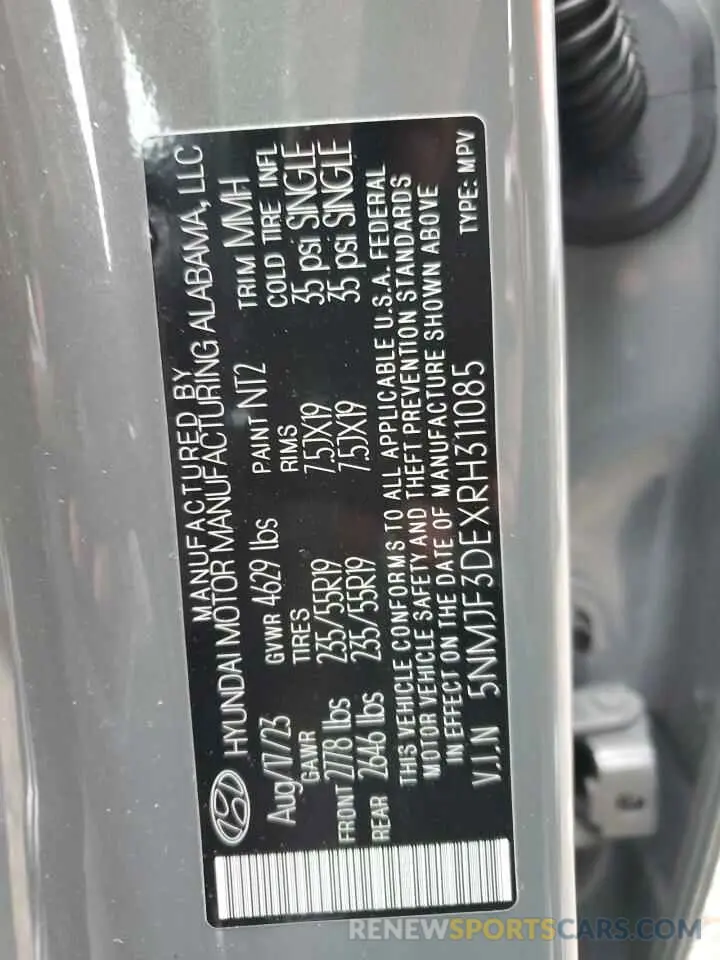 MANUFACTURED BY
HYUNDAI MOTOR MANUFACTURING ALABAMA, LLC
Aug/17/23 GVWR 4629 lbs PAINT NT2 TRIM MMH
GAWR TIRES RIMS COLD TIRE INFL
FRONT 2778 lbs 235/55R19 7.5JX19 35 psi SINGLE
REAR 2646 lbs 235/55R19 7.5JX19 35 psi SINGLE
THIS VEHICLE CONFORMS TO ALL APPLICABLE U.S.A. FEDERAL
MOTOR VEHICLE SAFETY AND THEFT PREVENTION STANDARDS
IN EFFECT ON THE DATE OF MANUFACTURE SHOWN ABOVE
V.I.N 5NMJF3DEXRH311085 TYPE: MPV
RENEWSPORTSCARS.COM